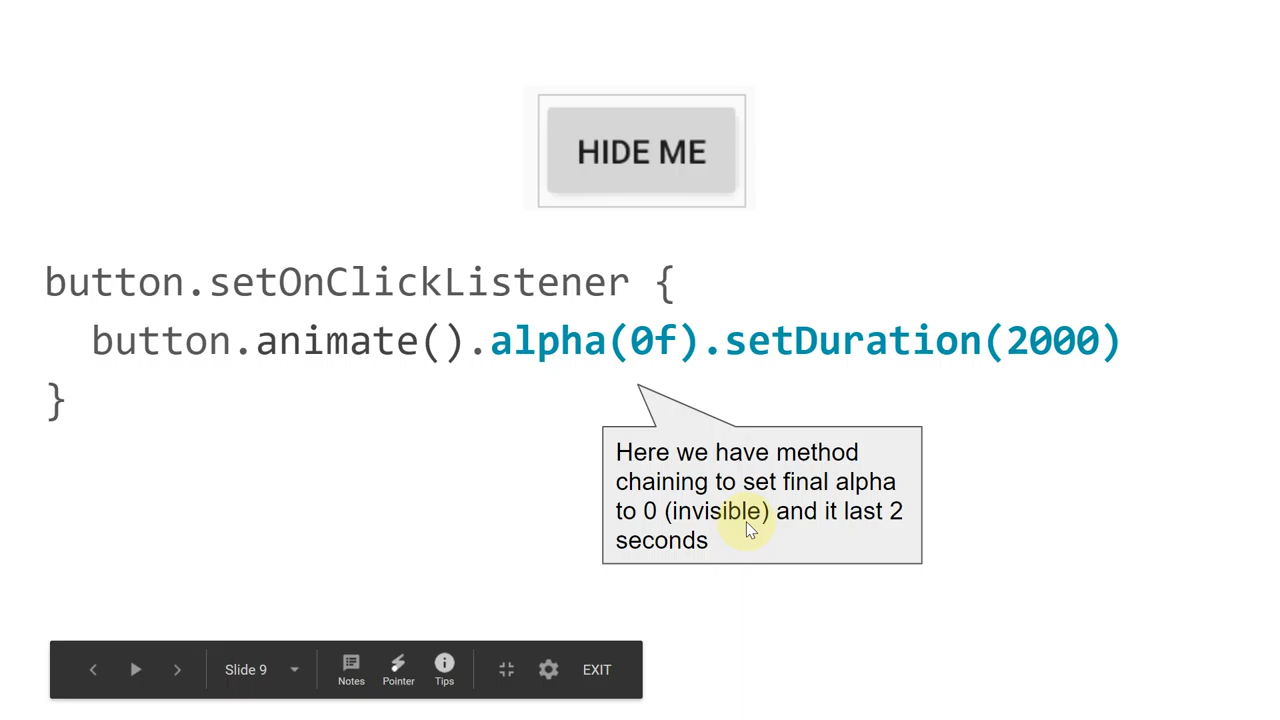 HIDE ME
button.setOnClickListener {
button.animate().alpha(0f).setDuration(2000)
}
Here we have method
chaining to set final alpha
to 0 (invisible) and it last 2
seconds
Slide 9
Notes
Pointer
Tips
EXIT